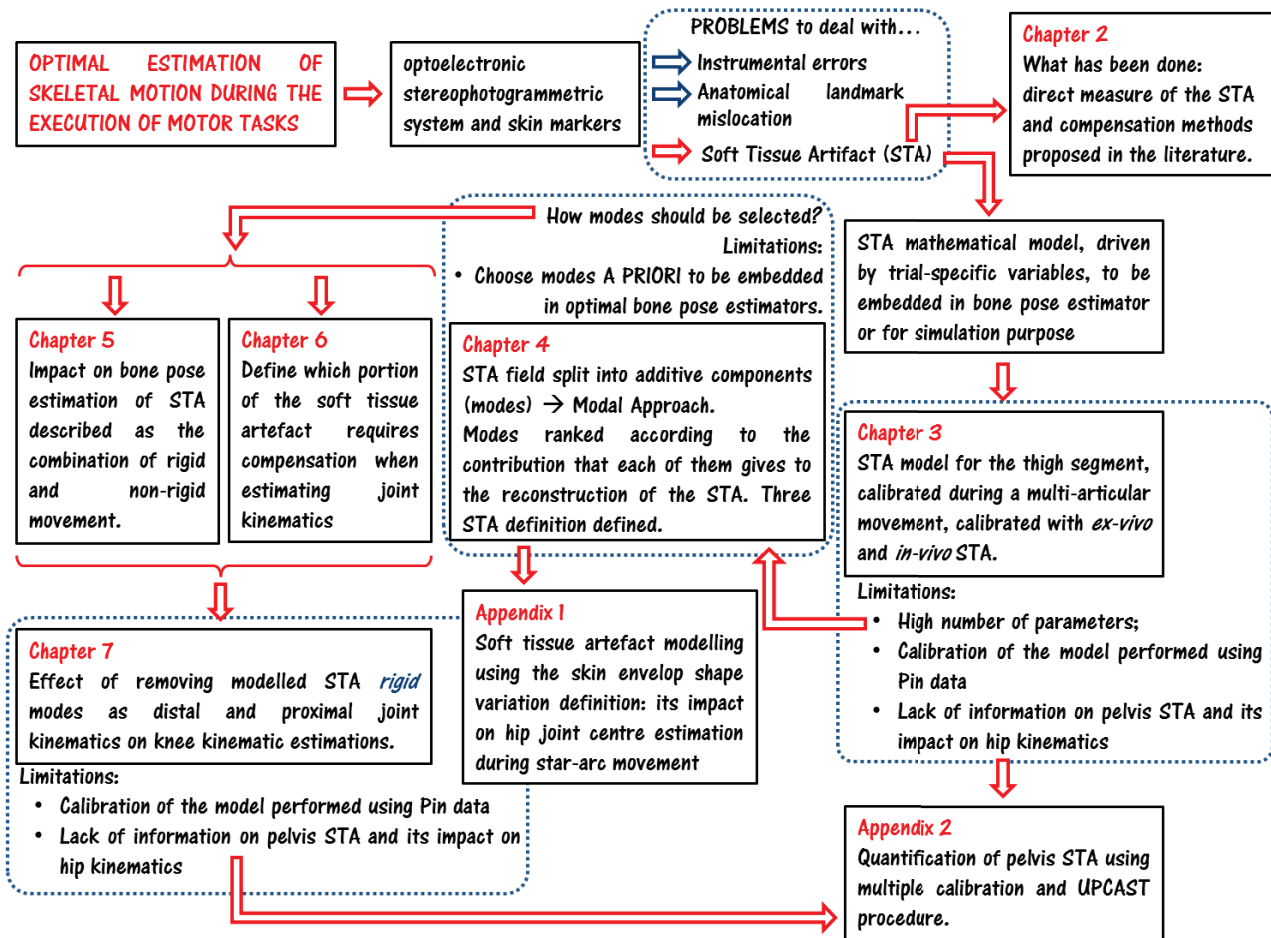 OPTIMAL ESTIMATION OF
SKELETAL MOTION DURING THE
EXECUTION OF MOTOR TASKS
optoelectronic
stereophotogrammetric
system and skin markers
PROBLEMS to deal with...
Instrumental errors
Anatomical landmark
mislocation
Soft Tissue Artifact (STA)
Chapter 2
What has been done:
direct measure of the STA
and compensation methods
proposed in the literature.
STA mathematical model, driven
by trial-specific variables, to be
embedded in bone pose estimator
or for simulation purpose
How modes should be selected?
Limitations:
• Choose modes A PRIORI to be embedded
in optimal bone pose estimators.
Chapter 5
Impact on bone pose
estimation of STA
described as the
combination of rigid
and non-rigid
movement.
Chapter 6
Define which portion
of the soft tissue
artefact requires
compensation when
estimating joint
kinematics
Chapter 4
STA field split into additive components
(modes) → Modal Approach.
Modes ranked according to the
contribution that each of them gives to
the reconstruction of the STA. Three
STA definition defined.
Chapter 3
STA model for the thigh segment,
calibrated during a multi-articular
movement, calibrated with ex-vivo
and in-vivo STA.
Limitations:
• High number of parameters;
• Calibration of the model performed using
Pin data
• Lack of information on pelvis STA and its
impact on hip kinematics
Chapter 7
Effect of removing modelled STA rigid
modes as distal and proximal joint
kinematics on knee kinematic estimations.
Limitations:
• Calibration of the model performed using Pin data
• Lack of information on pelvis STA and its impact on
hip kinematics
Appendix 1
Soft tissue artefact modelling
using the skin envelop shape
variation definition: its impact
on hip joint centre estimation
during star-arc movement
Appendix 2
Quantification of pelvis STA using
multiple calibration and UPCAST
procedure.